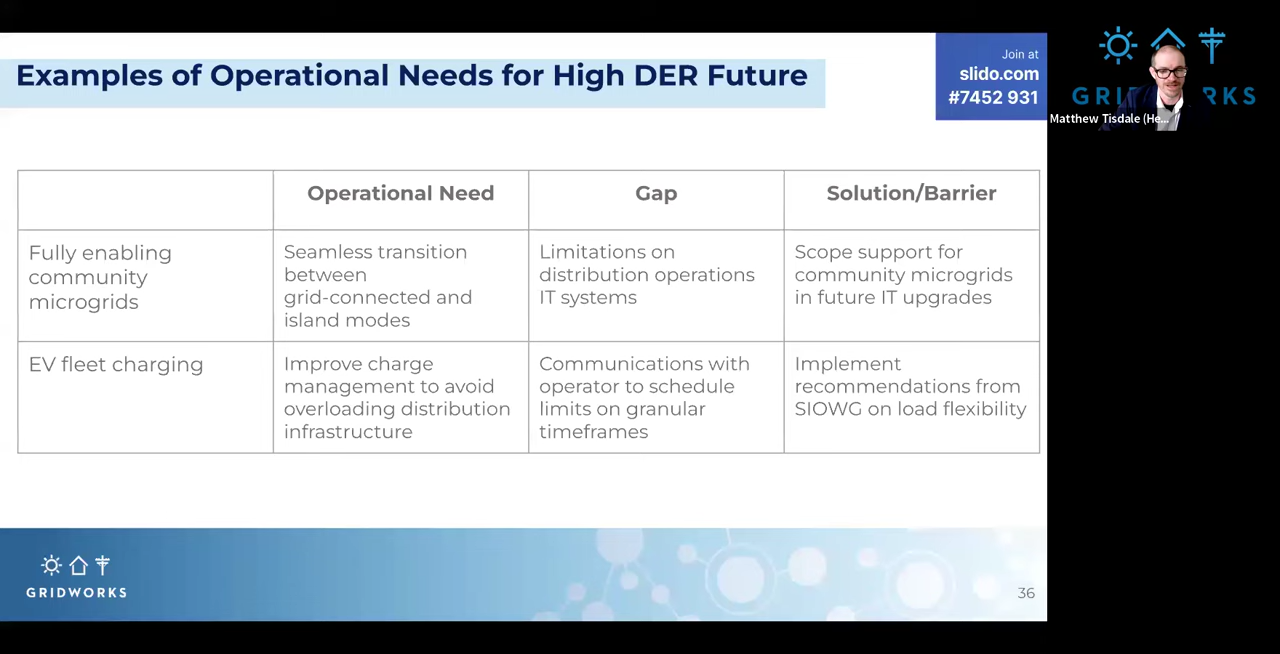 Examples of Operational Needs for High DER Future
Join at
slido.com
#7452 931
GRI
RKS
Matthew Tisdale (He...
Operational Need
Gap
Solution/Barrier
Fully enabling
community
microgrids
Seamless transition
between
grid-connected and
island modes
Limitations on
distribution operations
IT systems
Scope support for
community microgrids
in future IT upgrades
EV fleet charging
Improve charge
management to avoid
overloading distribution
infrastructure
Communications with
operator to schedule
limits on granular
timeframes
Implement
recommendations from
SIOWG on load flexibility
GRIDWORKS
36